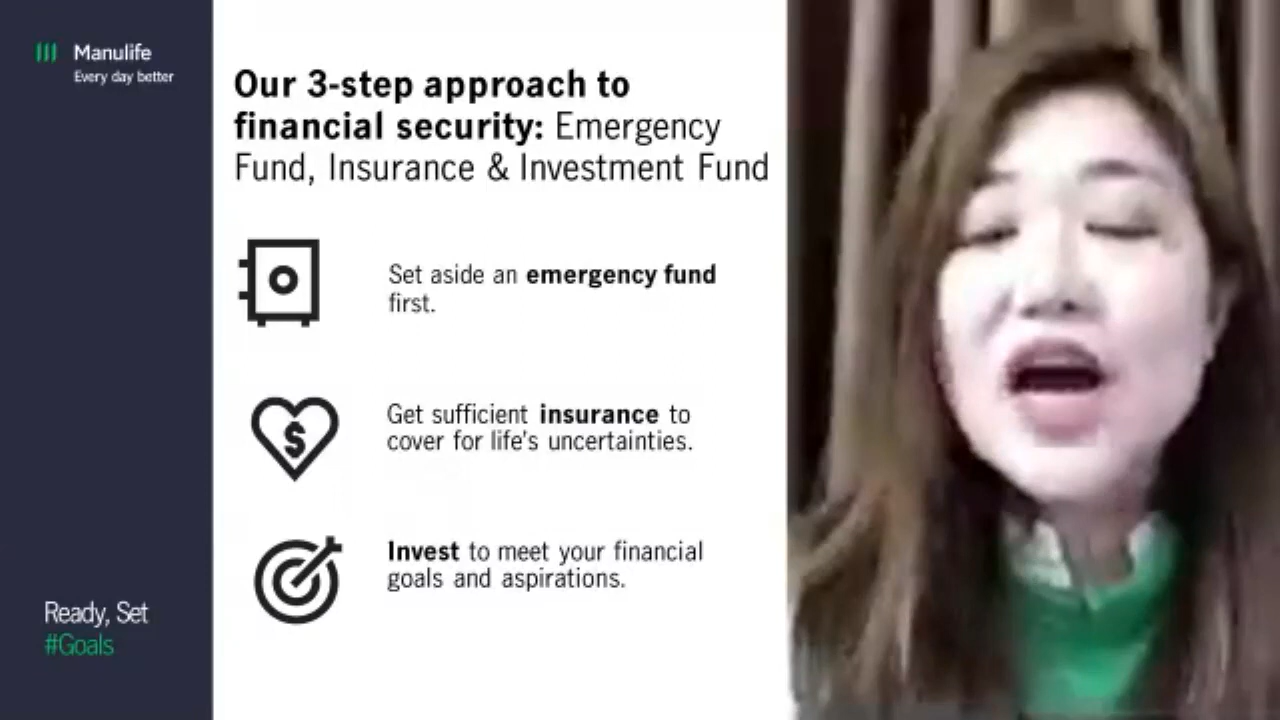 Manulife
Every day better
Our 3-step approach to
financial security: Emergency
Fund, Insurance & Investment Fund
Set aside an emergency fund
first.
$
Get sufficient insurance to
cover for life's uncertainties.
Invest to meet your financial
goals and aspirations.
Ready, Set
#Goals